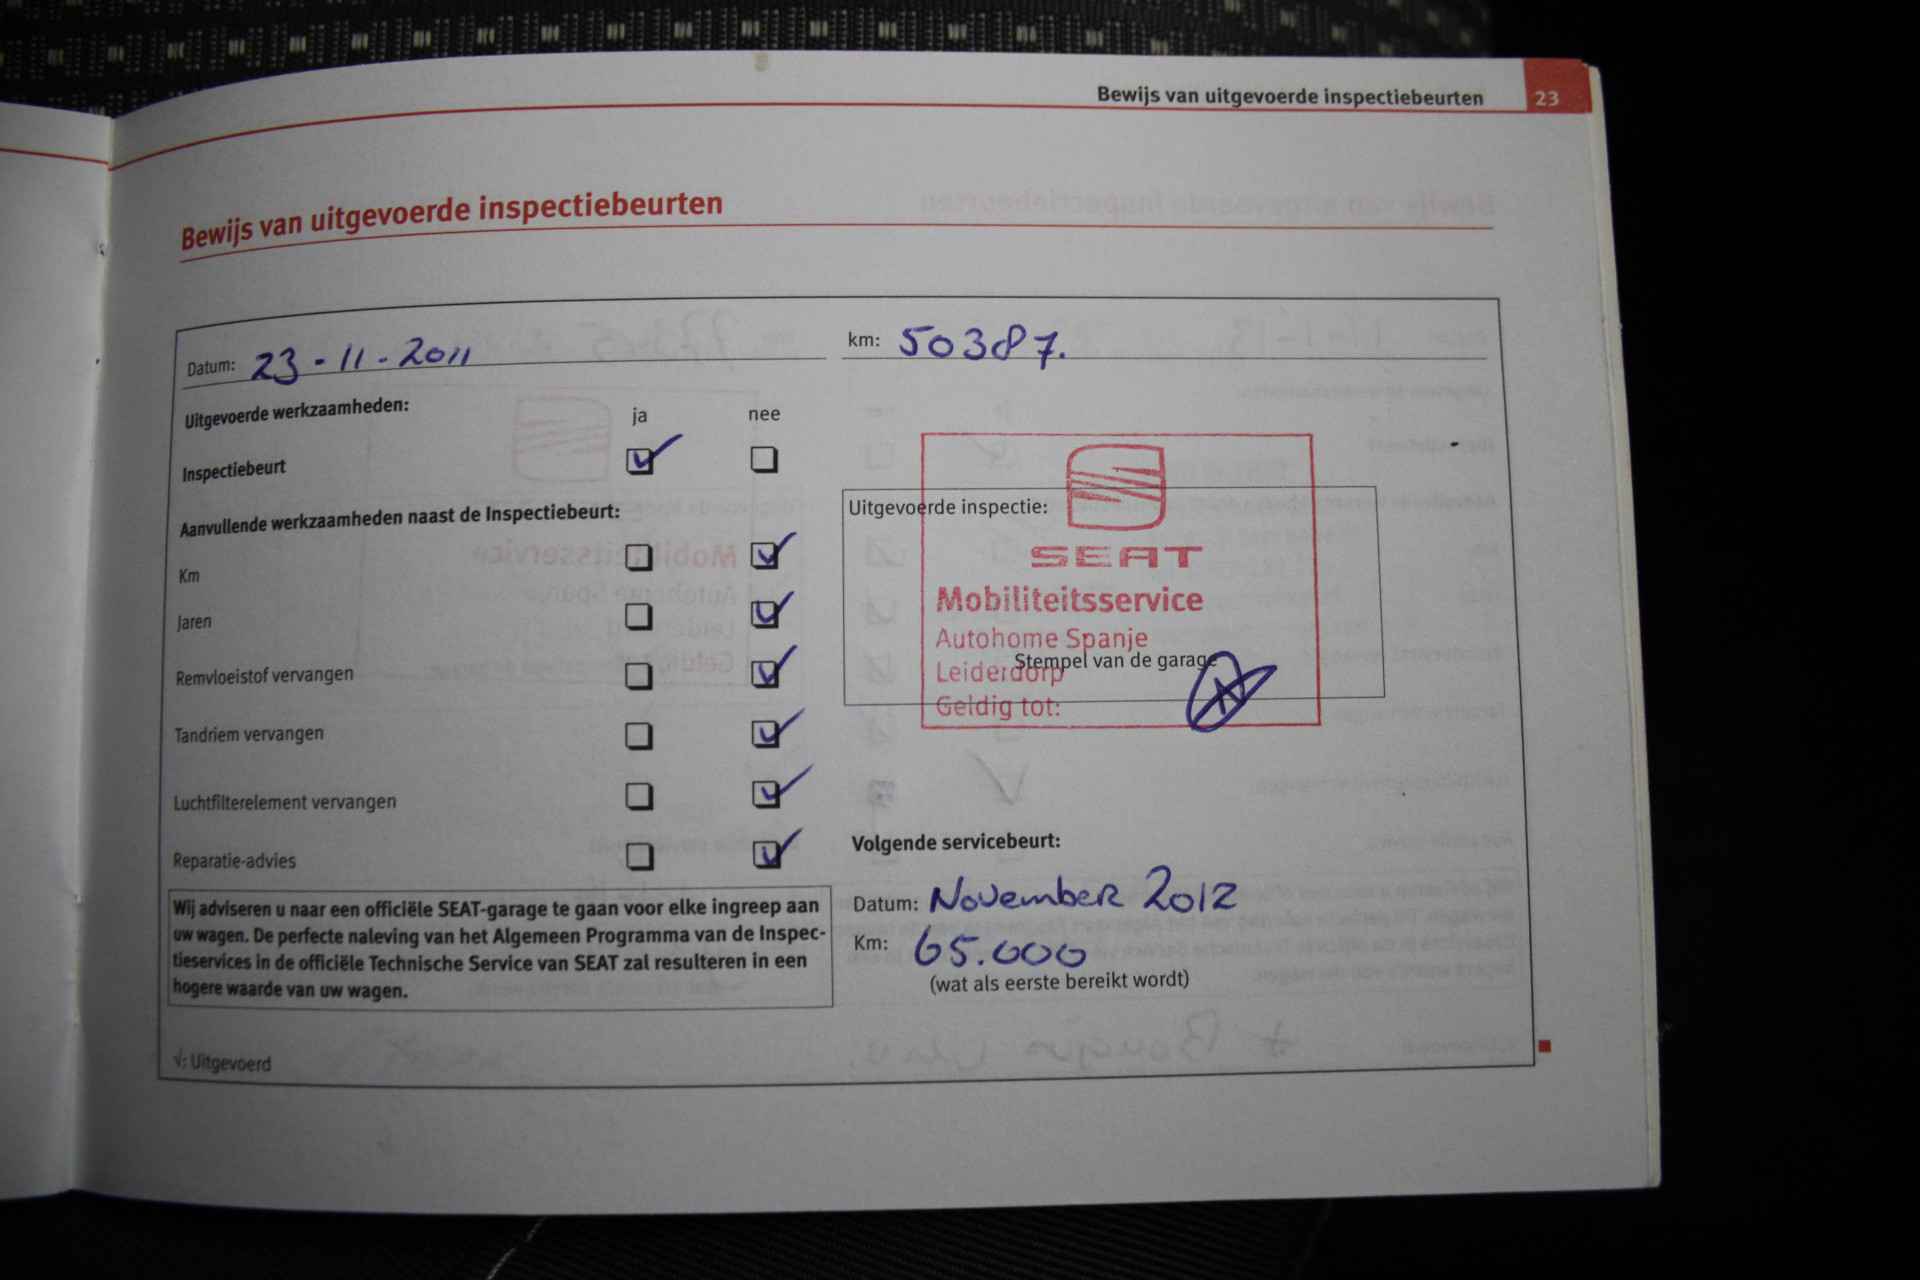 Bewijs van uitgevoerde inspectiebeurten 23
Bewijs van uitgevoerde inspectiebeurten
Datum: 23-11-2011
km: 50387.
Uitgevoerde werkzaamheden:
ja nee
Inspectiebeurt
Aanvullende werkzaamheden naast de Inspectiebeurt:
Km
Jaren
Remvloeistof vervangen
Tandriem vervangen
Luchtfilterelement vervangen
Reparatie-advies
Wij adviseren u naar een officiële SEAT-garage te gaan voor elke ingreep aan
uw wagen. De perfecte naleving van het Algemeen Programma van de Inspec-
tieservices in de officiële Technische Service van SEAT zal resulteren in een
hogere waarde van uw wagen.
√: Uitgevoerd
Uitgevoerde inspectie:
SEAT
Mobiliteitsservice
Autohome Spanje
Stempel van de garage
Leiderdorp
Geldig tot:
Volgende servicebeurt:
Datum: November 2012
Km: 65.000
(wat als eerste bereikt wordt)